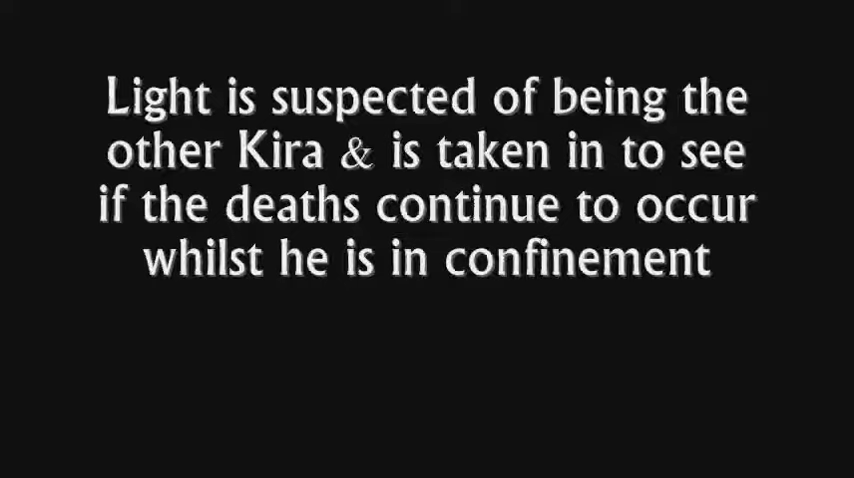 Light is suspected of being the
other Kira & is taken in to see
if the deaths continue to occur
whilst he is in confinement